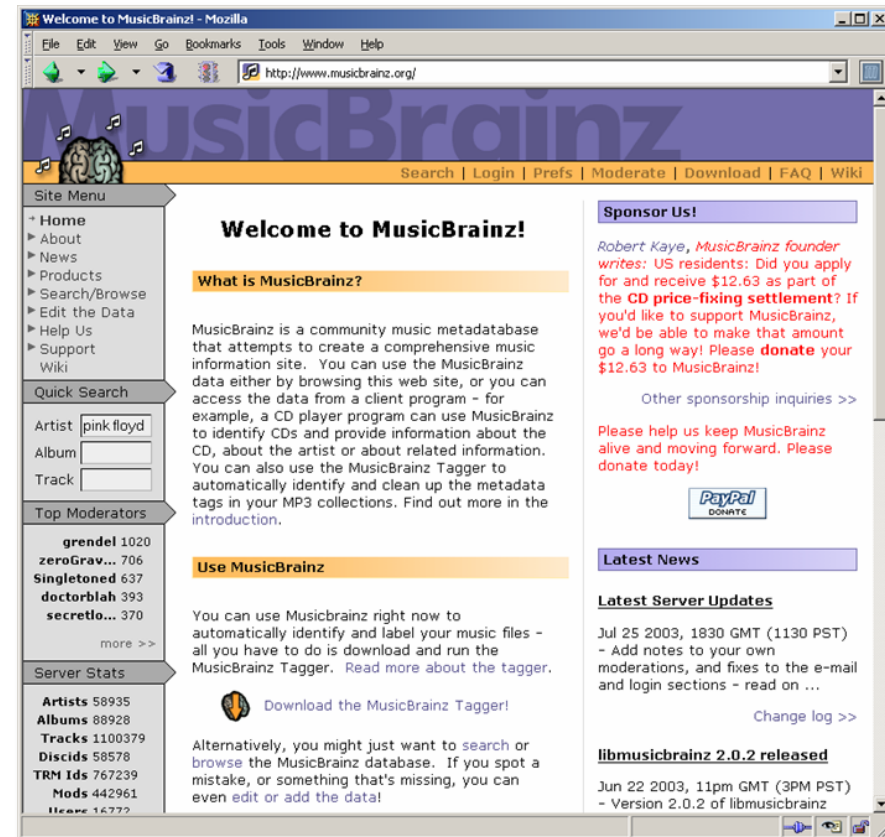 Welcome to MusicBrainz! - Mozilla
File Edit View Go Bookmarks Tools Window Help
http://www.musicbrainz.org/
MusicBrainz
Search | Login | Prefs | Moderate | Download | FAQ | Wiki
Site Menu
Home
About
News
Products
Search/Browse
Edit the Data
Help Us
Support
Wiki
Quick Search
Artist pink floyd
Album
Track
Top Moderators
grendel 1020
zeroGrav... 706
Singletoned 637
doctorblah 393
secretlo... 370
more >>
Server Stats
Artists 58935
Albums 88928
Tracks 1100379
Discids 58578
TRM Ids 767239
Mods 442961
Users 16772
Welcome to MusicBrainz!
What is MusicBrainz?
MusicBrainz is a community music metadatabase
that attempts to create a comprehensive music
information site. You can use the MusicBrainz
data either by browsing this web site, or you can
access the data from a client program - for
example, a CD player program can use MusicBrainz
to identify CDs and provide information about the
CD, about the artist or about related information.
You can also use the MusicBrainz Tagger to
automatically identify and clean up the metadata
tags in your MP3 collections. Find out more in the
introduction.
Use MusicBrainz
You can use Musicbrainz right now to
automatically identify and label your music files -
all you have to do is download and run the
MusicBrainz Tagger. Read more about the tagger.
Download the MusicBrainz Tagger!
Alternatively, you might just want to search or
browse the MusicBrainz database. If you spot a
mistake, or something that's missing, you can
even edit or add the data!
Sponsor Us!
Robert Kaye, MusicBrainz founder
writes: US residents: Did you apply
for and receive $12.63 as part of
the CD price-fixing settlement? If
you'd like to support MusicBrainz,
we'd be able to make that amount
go a long way! Please donate your
$12.63 to MusicBrainz!
Other sponsorship inquiries >>
Please help us keep MusicBrainz
alive and moving forward. Please
donate today!
PayPal
DONATE
Latest News
Latest Server Updates
Jul 25 2003, 1830 GMT (1130 PST)
- Add notes to your own
moderations, and fixes to the e-mail
and login sections - read on ...
Change log >>
libmusicbrainz 2.0.2 released
Jun 22 2003, 11pm GMT (3PM PST)
- Version 2.0.2 of libmusicbrainz